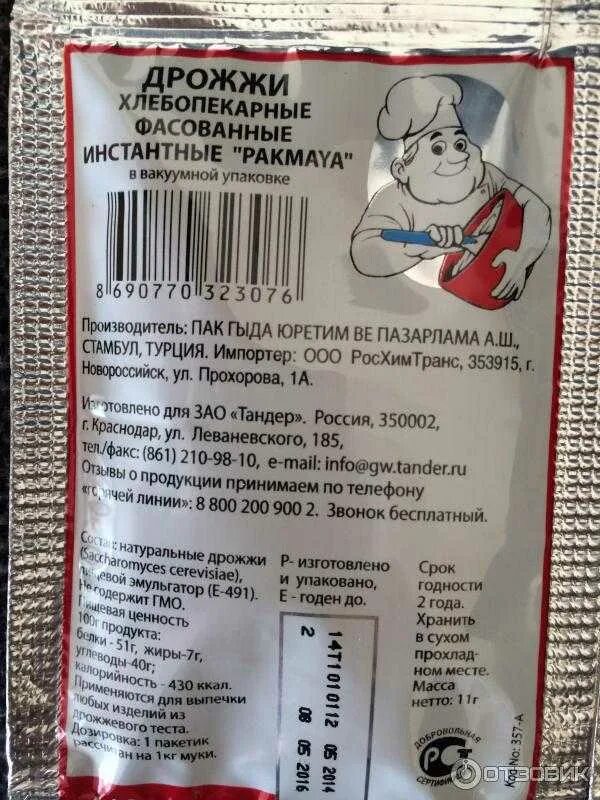 ДРОЖЖИ
ХЛЕБОПЕКАРНЫЕ
ФАСОВАННЫЕ
ИНСТАНТНЫЕ "PAKMAYA"
в вакуумной упаковке
8 690770 323076
Производитель: ПАК ГЫДА ЮРЕТИМ ВЕ ПАЗАРЛАМА А.Ш.,
СТАМБУЛ, ТУРЦИЯ. Импортер: ООО РосХимТранс, 353915, г.
Новороссийск, ул. Прохорова, 1А.
Изготовлено для ЗАО «Тандер». Россия, 350002,
г. Краснодар, ул. Леваневского, 185,
тел./факс: (861) 210-98-10, e-mail: info@gw.tander.ru
Отзывы о продукции принимаем по телефону
«горячей линии»: 8 800 200 900 2. Звонок бесплатный.
Состав: натуральные дрожжи
(Saccharomyces cerevisiae),
пищевой эмульгатор (Е-491).
Не содержит ГМО.
Пищевая ценность
100г продукта:
белки - 51г, жиры-7г,
углеводы-40г;
калорийность - 430 ккал.
Применяются для выпечки
любых изделий из
дрожжевого теста.
Дозировка: 1 пакетик
рассчитан на 1кг муки.
P- изготовлено
и упаковано,
Е - годен до.
14T1010112 05 2014
2 08 05 2016
Срок
годности
2 года.
Хранить
в сухом
прохлад-
ном месте.
Масса
нетто: 11г
ДОБРОВОЛЬНАЯ
РСТ
СЕРТИФИКАЦИЯ
Код No: 357-А
ОТЗОВИК